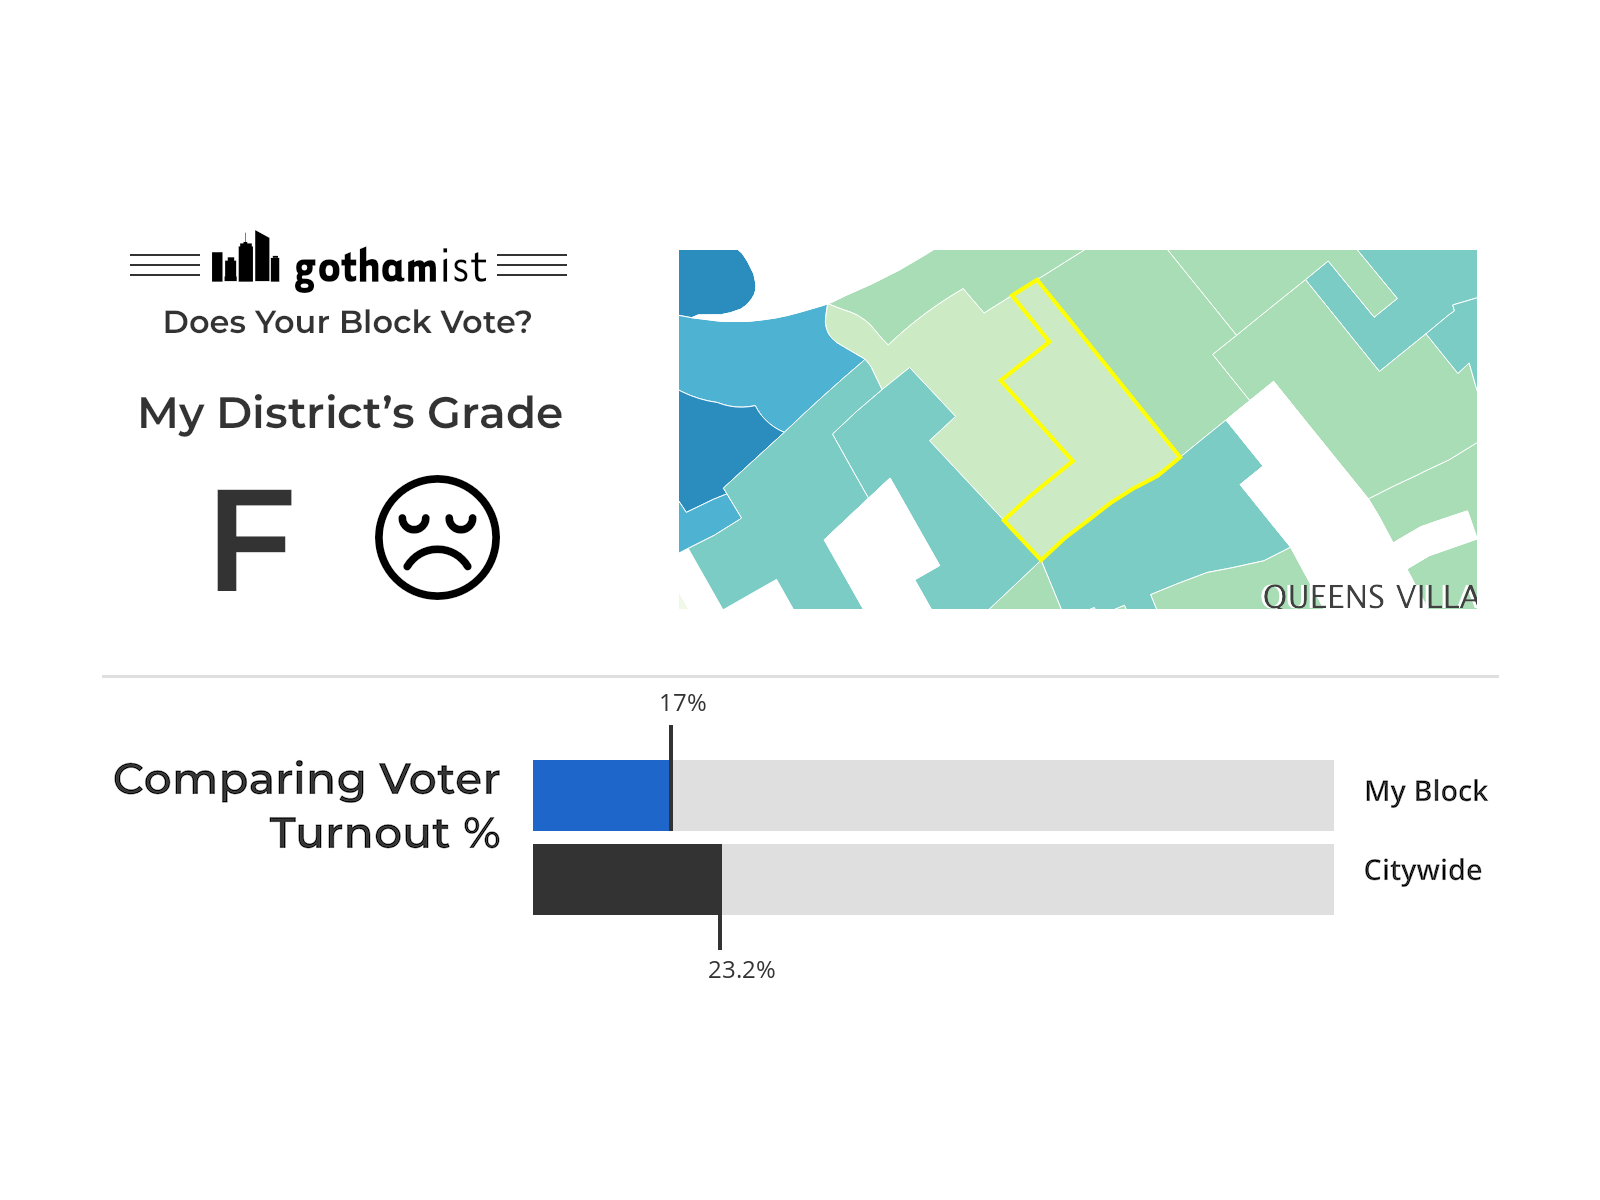 gothamist
Does Your Block Vote?
My District’s Grade
F
QUEENS VILLA
17%
Comparing Voter
Turnout %
My Block
Citywide
23.2%